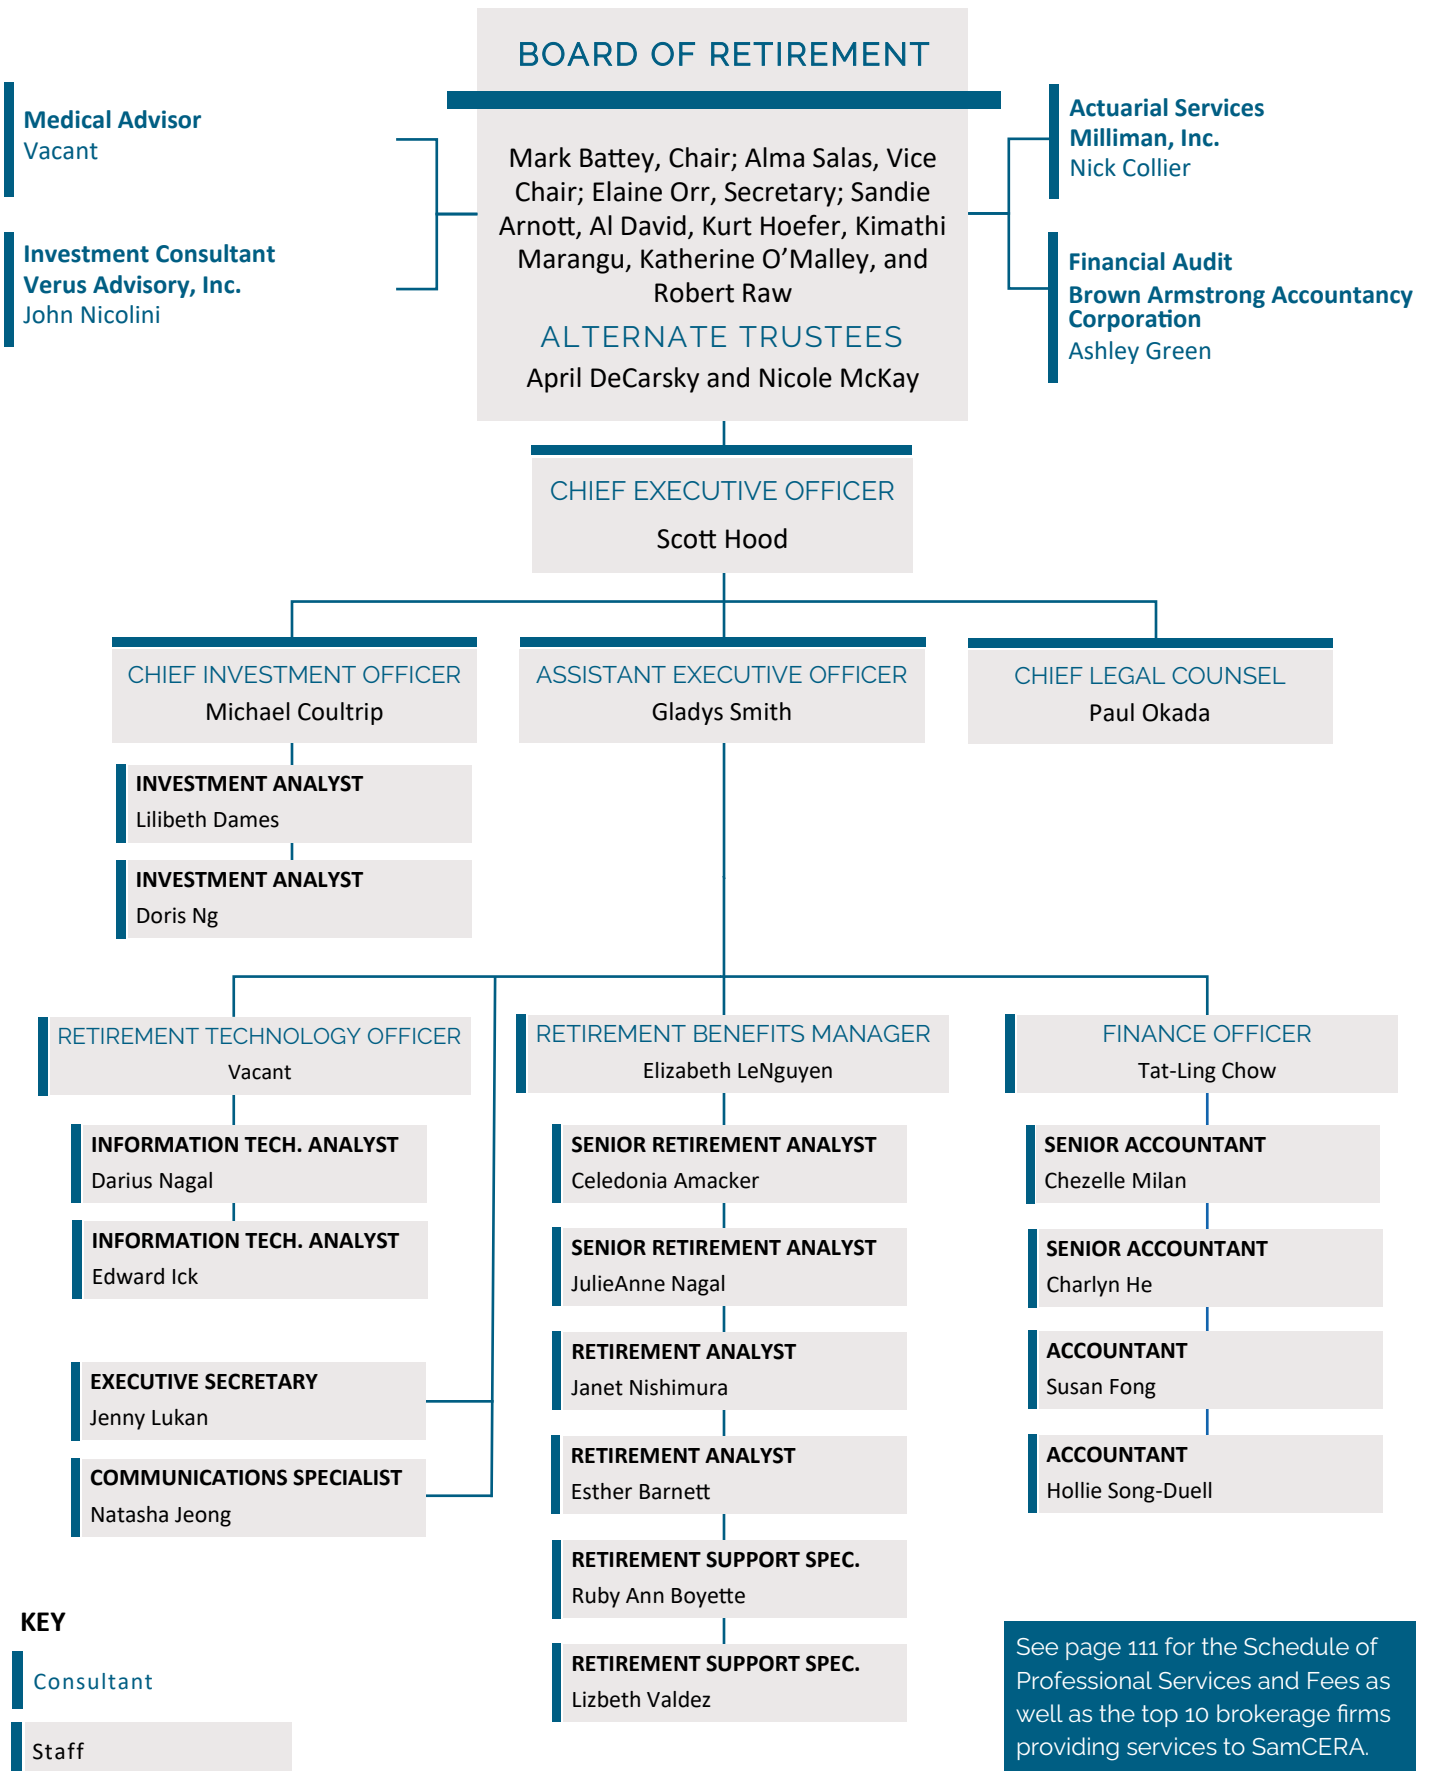 BOARD OF RETIREMENT
Medical Advisor
Vacant
Investment Consultant
Verus Advisory, Inc.
John Nicolini
Mark Battey, Chair; Alma Salas, Vice
Chair; Elaine Orr, Secretary; Sandie
Arnott, Al David, Kurt Hoefer, Kimathi
Marangu, Katherine O’Malley, and
Robert Raw
ALTERNATE TRUSTEES
April DeCarsky and Nicole McKay
Actuarial Services
Milliman, Inc.
Nick Collier
Financial Audit
Brown Armstrong Accountancy
Corporation
Ashley Green
CHIEF EXECUTIVE OFFICER
Scott Hood
CHIEF INVESTMENT OFFICER
Michael Coultrip
ASSISTANT EXECUTIVE OFFICER
Gladys Smith
CHIEF LEGAL COUNSEL
Paul Okada
INVESTMENT ANALYST
Lilibeth Dames
INVESTMENT ANALYST
Doris Ng
RETIREMENT TECHNOLOGY OFFICER
Vacant
INFORMATION TECH. ANALYST
Darius Nagal
INFORMATION TECH. ANALYST
Edward Ick
EXECUTIVE SECRETARY
Jenny Lukan
COMMUNICATIONS SPECIALIST
Natasha Jeong
RETIREMENT BENEFITS MANAGER
Elizabeth LeNguyen
SENIOR RETIREMENT ANALYST
Celedonia Amacker
SENIOR RETIREMENT ANALYST
JulieAnne Nagal
RETIREMENT ANALYST
Janet Nishimura
RETIREMENT ANALYST
Esther Barnett
RETIREMENT SUPPORT SPEC.
Ruby Ann Boyette
RETIREMENT SUPPORT SPEC.
Lizbeth Valdez
FINANCE OFFICER
Tat-Ling Chow
SENIOR ACCOUNTANT
Chezelle Milan
SENIOR ACCOUNTANT
Charlyn He
ACCOUNTANT
Susan Fong
ACCOUNTANT
Hollie Song-Duell
KEY
Consultant
Staff
See page 111 for the Schedule of
Professional Services and Fees as
well as the top 10 brokerage firms
providing services to SamCERA.